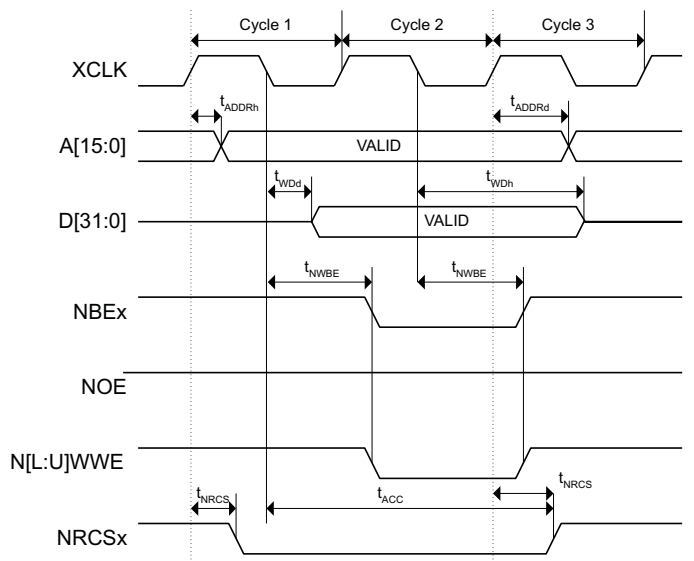 Cycle 1 Cycle 2 Cycle 3
XCLK
tADDRh tADDRd
A[15:0] VALID
tWDd tWDh
D[31:0] VALID
tNWBE tNWBE
NBEx
NOE
N[L:U]WWE
tNRCS tACC tNRCS
NRCSx